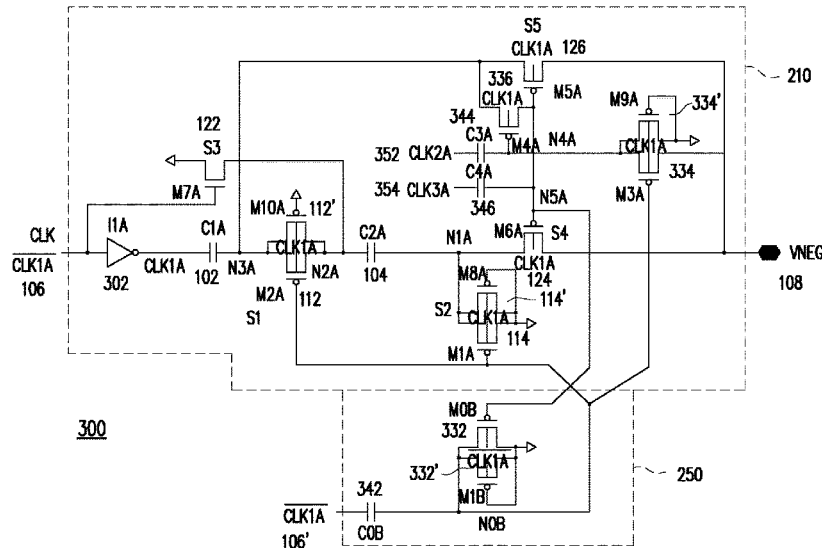 S5
CLK1A 126
210
336
CLK1A
M5A
M9A
334'
122
344
S3
C3A
352 CLK2A
M4A
N4A
CLK1A
334
C4A
354 CLK3A
M7A
346
N5A
M3A
M10A
112'
CLK
I1A
C1A
C2A
N1A
M6A
S4
CLK1A
VNEG
CLK1A
106
302
CLK1A
102
N3A
N2A
104
CLK1A
124
108
M2A
112
M8A
114'
S1
S2
CLK1A
114
M1A
M0B
300
332
CLK1A
332'
250
342
M1B
CLK1A
106'
C0B
N0B